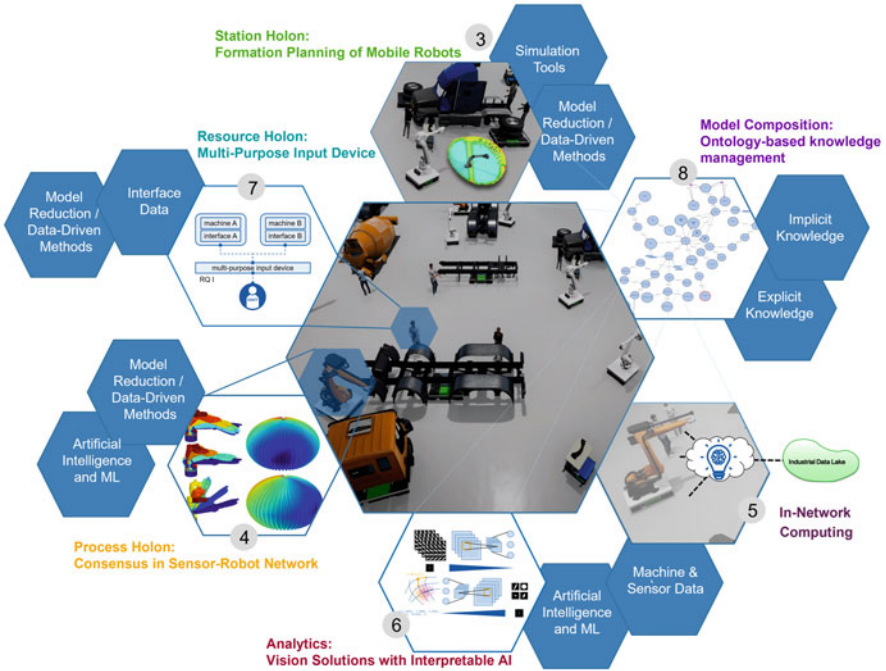 Station Holon:
Formation Planning of Mobile Robots
3
Simulation
Tools
Model
Reduction /
Data-Driven
Methods
Resource Holon:
Multi-Purpose Input Device
7
Interface
Data
Model
Reduction /
Data-Driven
Methods
machine A
interface A
machine B
interface B
multi-purpose input device
RQ I
Model Composition:
Ontology-based knowledge
management
8
Implicit
Knowledge
Explicit
Knowledge
Model
Reduction /
Data-Driven
Methods
Artificial
Intelligence
and ML
4
Process Holon:
Consensus in Sensor-Robot Network
Industrial Data Lake
5
In-Network
Computing
Machine &
Sensor Data
Artificial
Intelligence
and ML
6
Analytics:
Vision Solutions with Interpretable AI